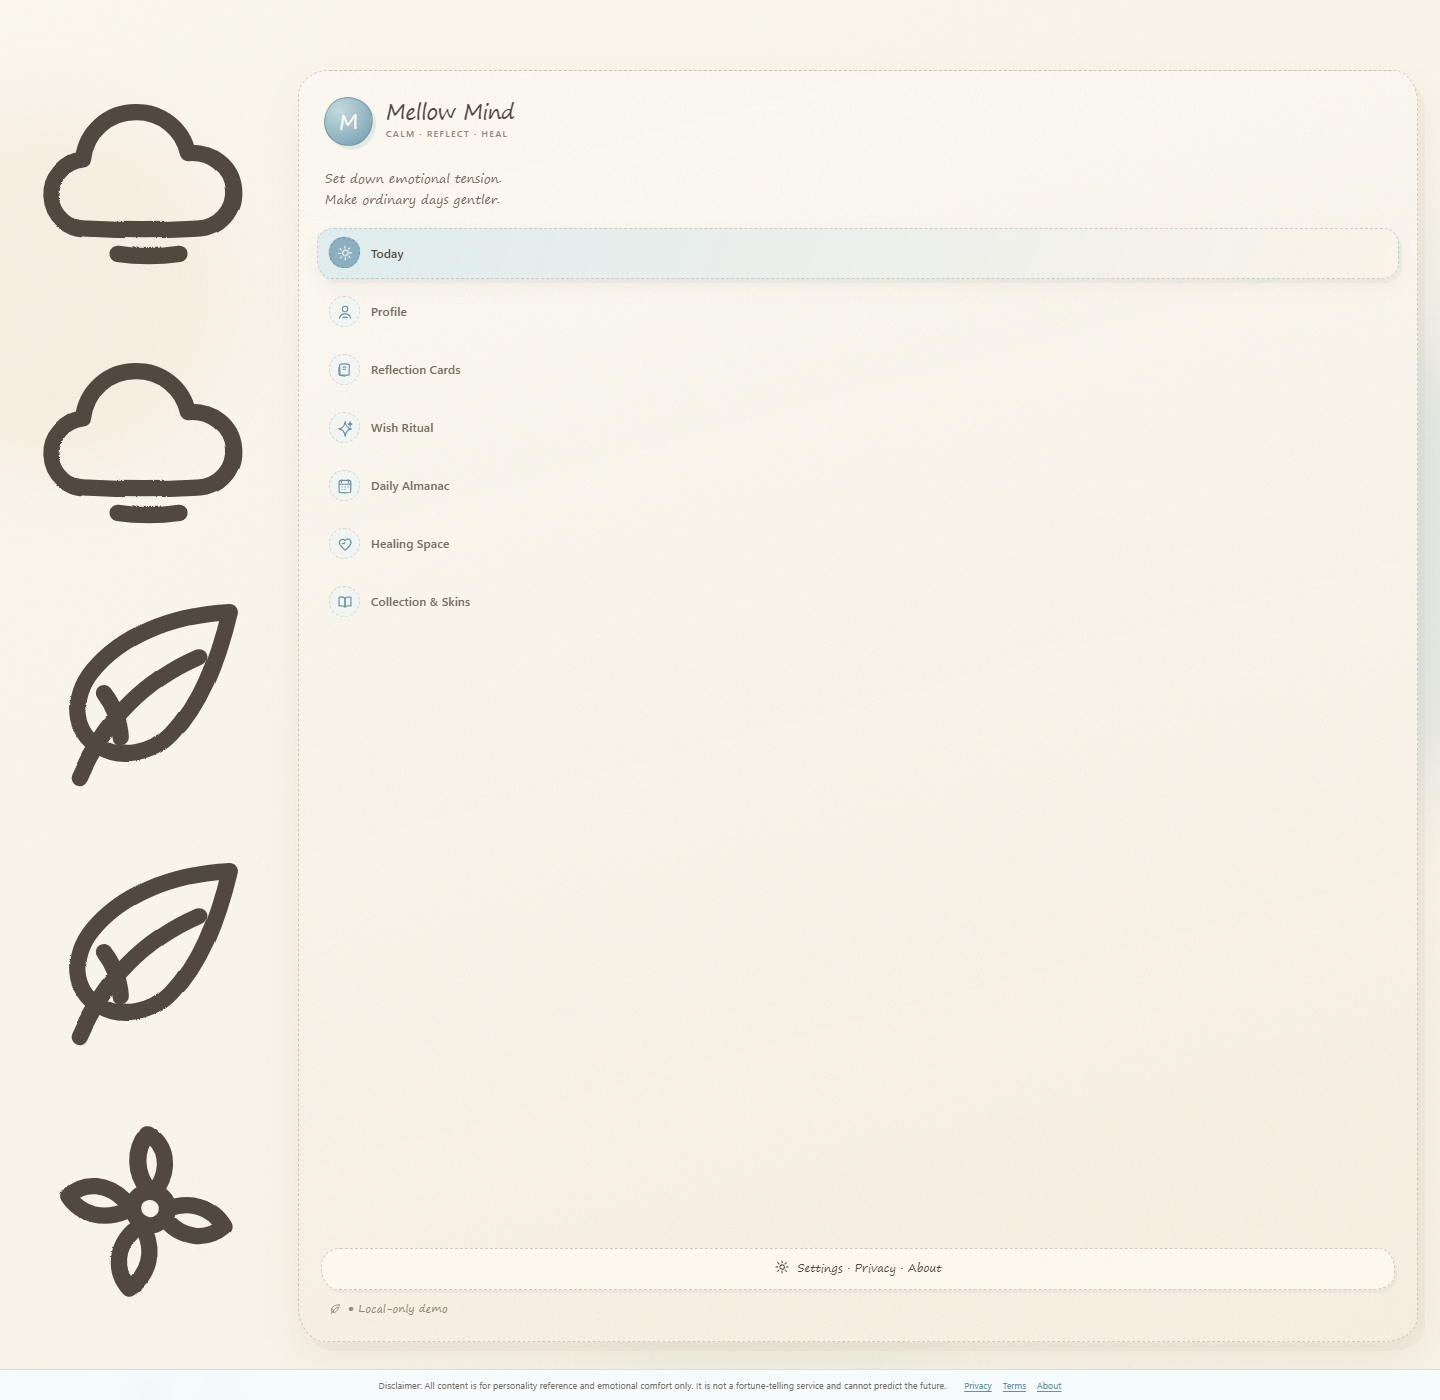 M
Mellow Mind
CALM · REFLECT · HEAL
Set down emotional tension.
Make ordinary days gentler.
Today
Profile
Reflection Cards
Wish Ritual
Daily Almanac
Healing Space
Collection & Skins
Settings · Privacy · About
• Local-only demo
Disclaimer: All content is for personality reference and emotional comfort only. It is not a fortune-telling service and cannot predict the future. Privacy Terms About